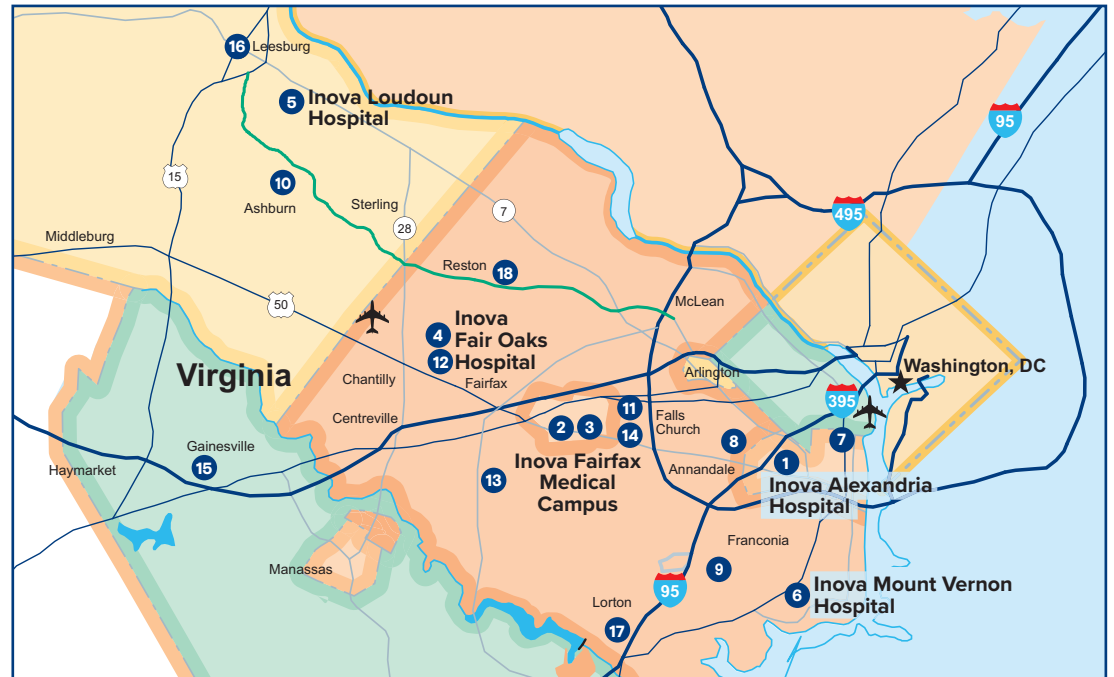 16
Leesburg
5
Inova Loudoun
Hospital
95
15
10
Ashburn
Sterling
7
495
28
Middleburg
Reston
18
50
McLean
4
Inova
Fair Oaks
Hospital
12
Virginia
Chantilly
Fairfax
Arlington
Washington, DC
395
Centreville
11
Falls
Church
2
3
14
8
7
Gainesville
15
Haymarket
Inova Fairfax
Medical
Campus
13
Annandale
1
Inova Alexandria
Hospital
Franconia
Manassas
9
95
6
Inova Mount Vernon
Hospital
Lorton
17